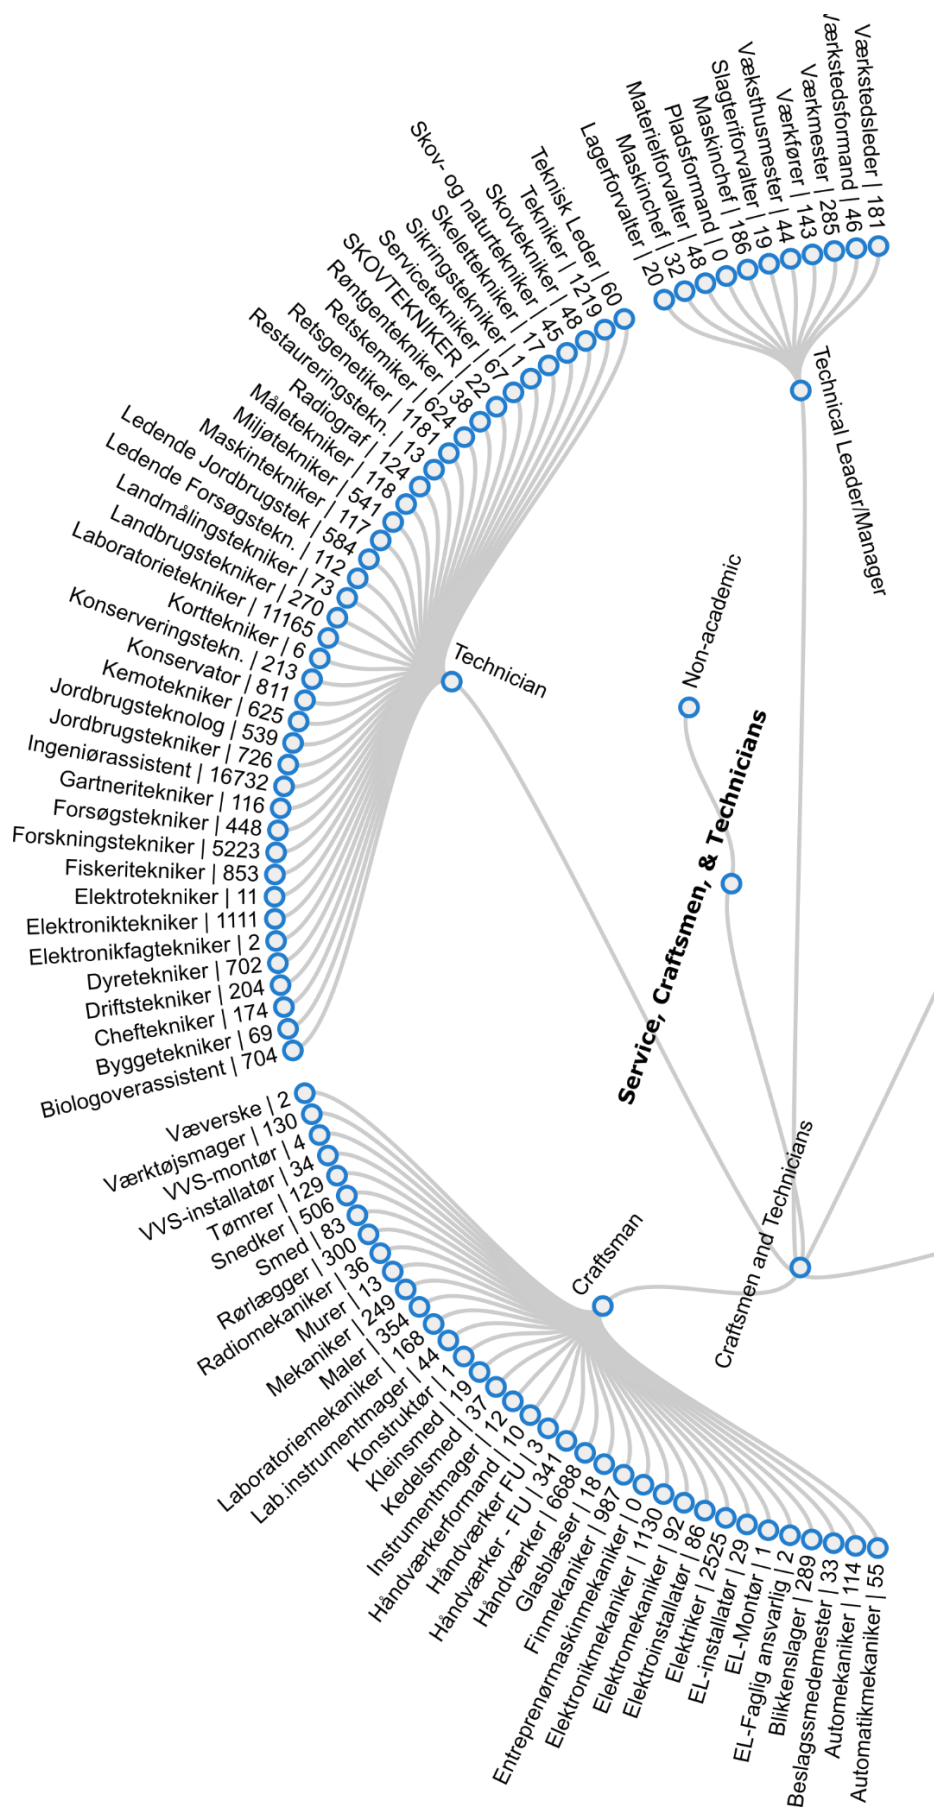 Værkstedsleder | 181
Værkstedsformand | 46
Værkmester | 285
Værkfører | 143
Væksthusmester | 44
Slagteriforvalter | 19
Maskinchef | 186
Pladsformand | 0
Materielforvalter | 48
Maskinchef | 32
Lagerforvalter | 20
Technical Leader/Manager
Teknisk Leder | 60
Tekniker | 1219
Skovtekniker | 48
Skov- og naturtekniker | 45
Skeletttekniker | 17
Sikringstekniker | 1
Servicetekniker | 67
SKOVTEKNIKER | 22
Røntgentekniker | 38
Retskemiker | 624
Retsgenetiker | 1181
Restaureringstekn. | 13
Radiograf | 124
Måletekniker | 118
Miljøtekniker | 541
Maskintekniker | 117
Ledende Jordbrugstek | 584
Ledende Forsøgstekn. | 112
Landmålingstekniker | 73
Landbrugstekniker | 270
Laboratorietekniker | 11165
Korttekniker | 6
Konserveringstekn. | 213
Konservator | 811
Kemotekniker | 625
Jordbrugsteknolog | 539
Jordbrugstekniker | 726
Ingeniørassistent | 16732
Gartneritekniker | 116
Forsøgstekniker | 448
Forskningstekniker | 5223
Fiskeritekniker | 853
Elektrotekniker | 11
Elektroniktekniker | 1111
Elektronikfagtekniker | 2
Dyretekniker | 702
Driftstekniker | 204
Cheftekniker | 174
Byggetekniker | 69
Biologoverassistent | 704
Technician
Non-academic
Service, Craftsmen, & Technicians
Craftsmen and Technicians
Craftsman
Væverske | 2
Værktøjsmager | 130
VVS-montør | 4
VVS-installatør | 34
Tømrer | 129
Snedker | 506
Smed | 83
Rørlægger | 300
Radiomekaniker | 36
Murer | 13
Mekaniker | 249
Maler | 354
Laboratoriemekaniker | 168
Lab.instrumentmager | 44
Konstruktør | 1
Kleinsmed | 19
Kedelsmed | 37
Instrumentmager | 12
Håndværkerformand | 10
Håndværker FU | 3
Håndværker - FU | 341
Håndværker | 6688
Glasblæser | 18
Finmekaniker | 987
Entreprenørmaskinmekaniker | 0
Elektronikmekaniker | 1130
Elektromekaniker | 92
Elektroinstallatør | 86
Elektriker | 2525
EL-installatør | 29
EL-Montør | 1
EL-Faglig ansvarlig | 2
Blikkenslager | 289
Beslagssmedemester | 33
Automekaniker | 114
Automatikmekaniker | 55